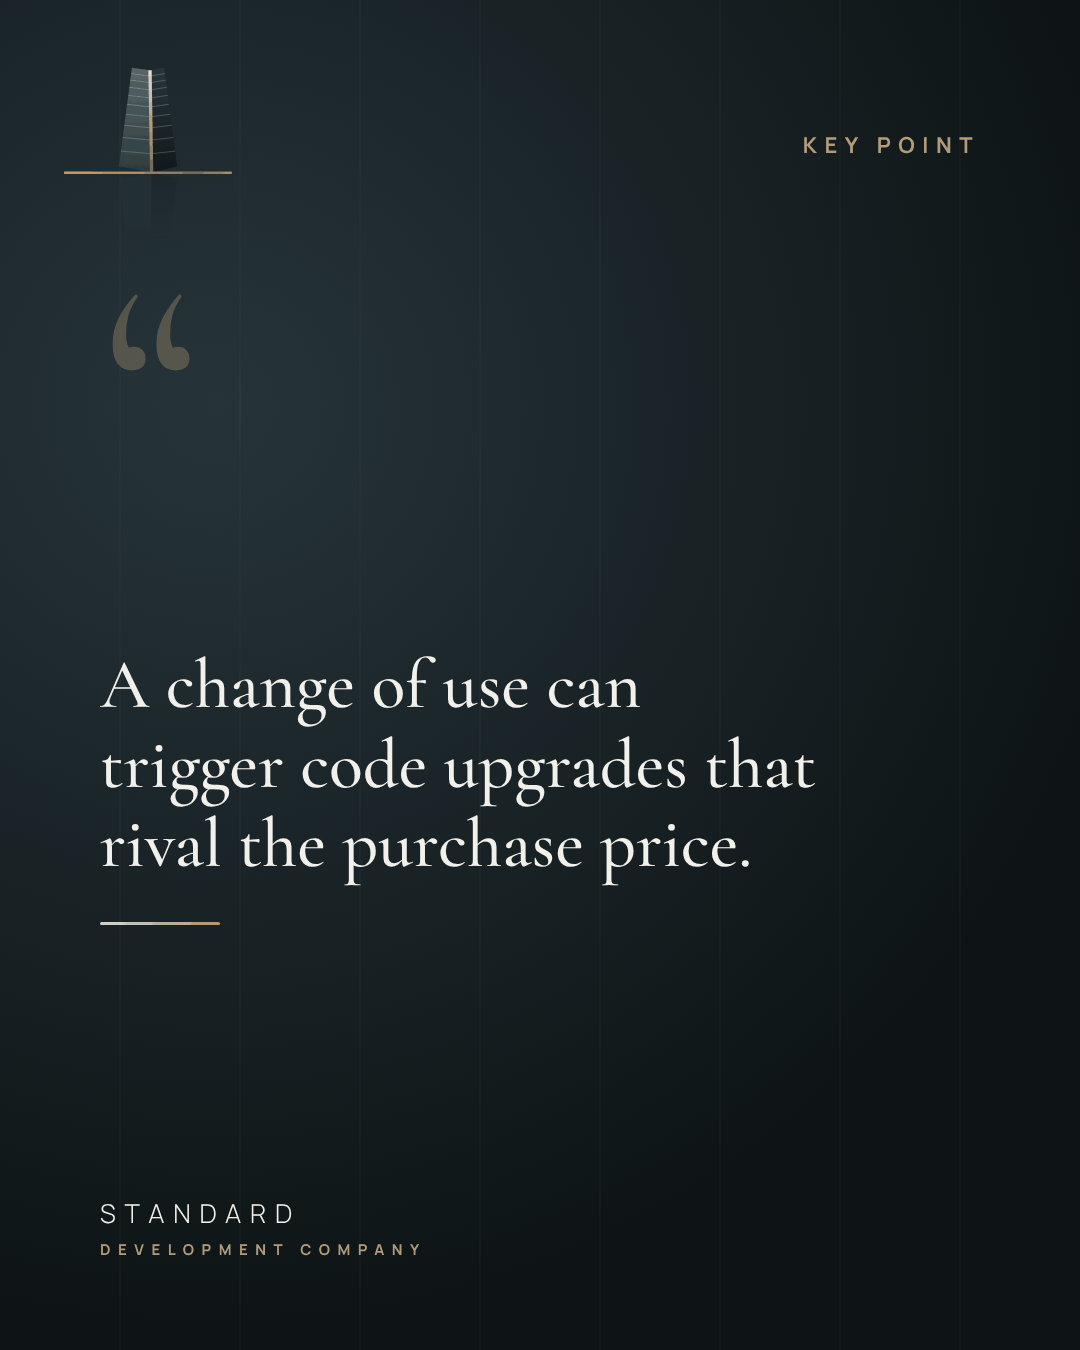 KEY POINT
“
A change of use can
trigger code upgrades that
rival the purchase price.
STANDARD
DEVELOPMENT COMPANY